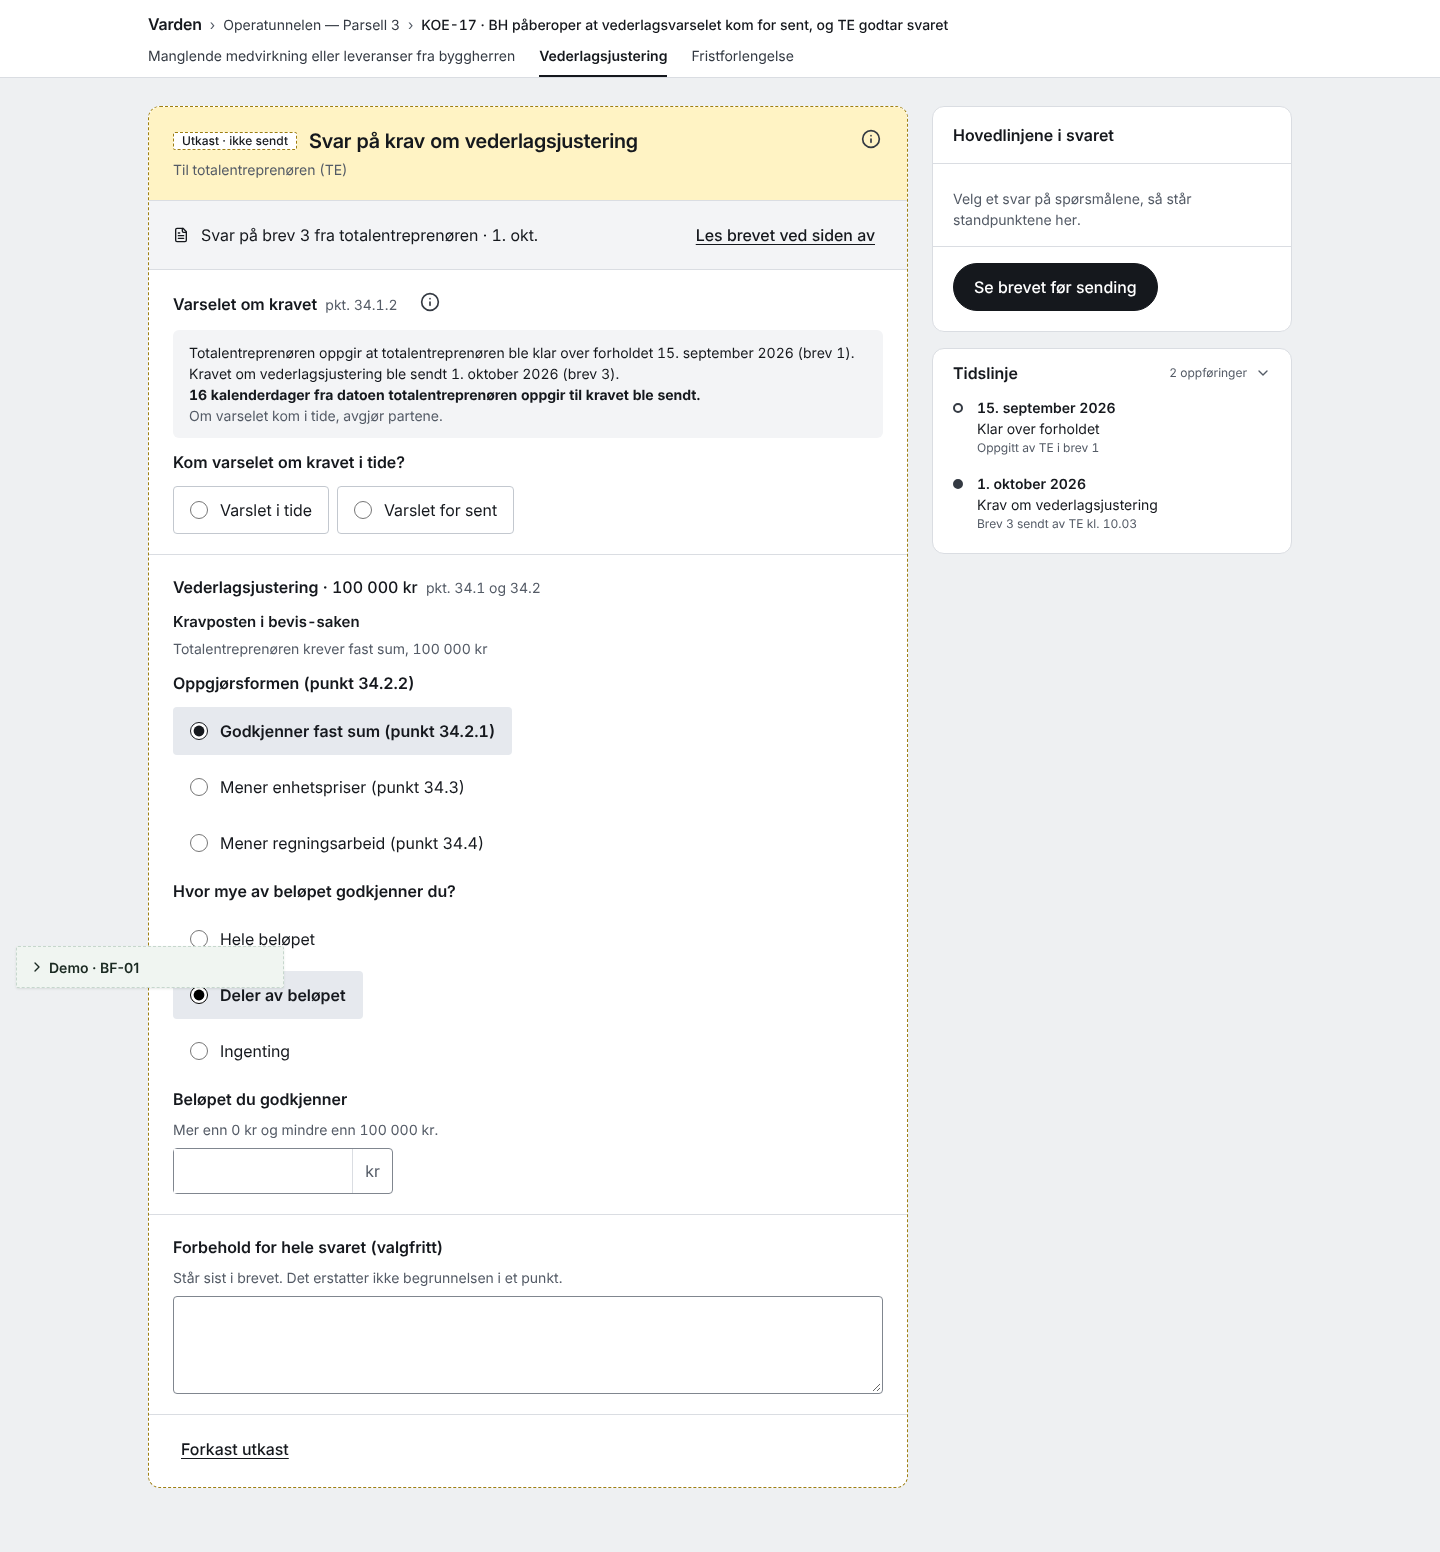 Varden › Operatunnelen — Parsell 3 › KOE-17 · BH påberoper at vederlagsvarselet kom for sent, og TE godtar svaret
Manglende medvirkning eller leveranser fra byggherren Vederlagsjustering Fristforlengelse
Utkast · ikke sendt Svar på krav om vederlagsjustering
Til totalentreprenøren (TE)
Svar på brev 3 fra totalentreprenøren · 1. okt. Les brevet ved siden av
Varselet om kravet pkt. 34.1.2
Totalentreprenøren oppgir at totalentreprenøren ble klar over forholdet 15. september 2026 (brev 1).
Kravet om vederlagsjustering ble sendt 1. oktober 2026 (brev 3).
16 kalenderdager fra datoen totalentreprenøren oppgir til kravet ble sendt.
Om varselet kom i tide, avgjør partene.
Kom varselet om kravet i tide?
Varslet i tide Varslet for sent
Vederlagsjustering · 100 000 kr pkt. 34.1 og 34.2
Kravposten i bevis-saken
Totalentreprenøren krever fast sum, 100 000 kr
Oppgjørsformen (punkt 34.2.2)
Godkjenner fast sum (punkt 34.2.1)
Mener enhetspriser (punkt 34.3)
Mener regningsarbeid (punkt 34.4)
Hvor mye av beløpet godkjenner du?
Hele beløpet
Demo · BF-01
Deler av beløpet
Ingenting
Beløpet du godkjenner
Mer enn 0 kr og mindre enn 100 000 kr.
kr
Forbehold for hele svaret (valgfritt)
Står sist i brevet. Det erstatter ikke begrunnelsen i et punkt.
Forkast utkast
Hovedlinjene i svaret
Velg et svar på spørsmålene, så står
standpunktene her.
Se brevet før sending
Tidslinje 2 oppføringer
15. september 2026
Klar over forholdet
Oppgitt av TE i brev 1
1. oktober 2026
Krav om vederlagsjustering
Brev 3 sendt av TE kl. 10.03